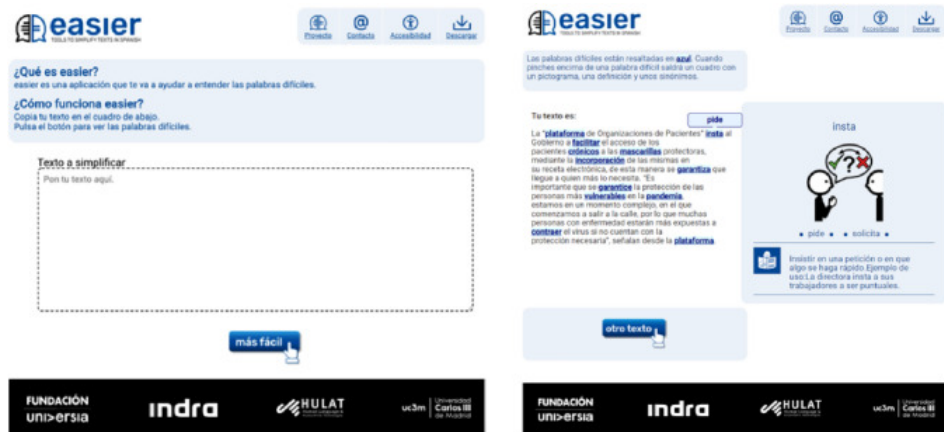 easier
TOOLS TO SIMPLIFY TEXTS IN SPANISH
Proyecto
Contacto
Accesibilidad
Descargar
¿Qué es easier?
easier es una aplicación que te va a ayudar a entender las palabras difíciles.
¿Cómo funciona easier?
Copia tu texto en el cuadro de abajo.
Pulsa el botón para ver las palabras difíciles.
Texto a simplificar
Pon tu texto aquí.
más fácil
FUNDACIÓN
UNIVERSIA
indra
HULAT
uc3m
Universidad
Carlos III
de Madrid
easier
TOOLS TO SIMPLIFY TEXTS IN SPANISH
Proyecto
Contacto
Accesibilidad
Descargar
Las palabras difíciles están resaltadas en azul. Cuando
pinches encima de una palabra difícil saldrá un cuadro con
un pictograma, una definición y unos sinónimos.
Tu texto es:
pide
La "plataforma de Organizaciones de Pacientes" insta al
Gobierno a facilitar el acceso de los
pacientes crónicos a las mascarillas protectoras,
mediante la incorporación de las mismas en
su receta electrónica, de esta manera se garantiza que
llegue a quien más lo necesita. "Es
importante que se garantice la protección de las
personas más vulnerables en la pandemia,
estamos en un momento complejo, en el que
comenzamos a salir a la calle, por lo que muchas
personas con enfermedad estarán más expuestas a
contraer el virus si no cuentan con la
protección necesaria", señalan desde la plataforma
insta
• pide • • solicita •
Insistir en una petición o en que
algo se haga rápido.Ejemplo de
uso:La directora insta a sus
trabajadores a ser puntuales.
otro texto
FUNDACIÓN
UNIVERSIA
indra
HULAT
uc3m
Universidad
Carlos III
de Madrid